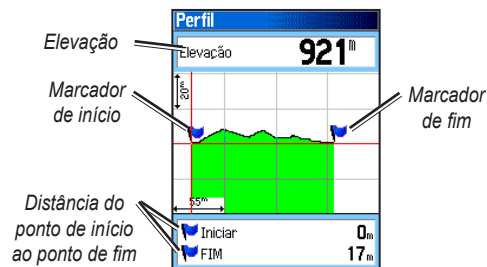 Perfil
Elevação
Elevação 921m
20m
Marcador
de início
Marcador
de fim
55m
Distância do
ponto de início
ao ponto de fim
Iniciar 0m
FIM 17m